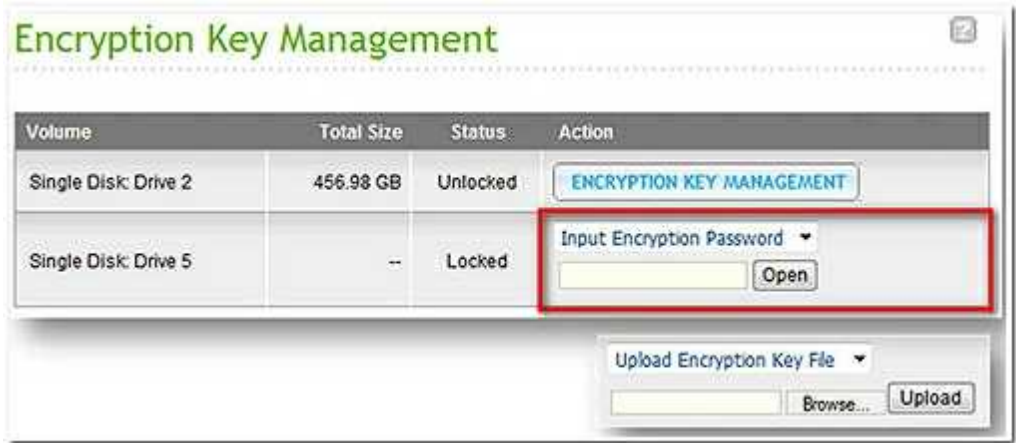 Encryption Key Management
Volume Total Size Status Action
Single Disk: Drive 2 456.98 GB Unlocked ENCRYPTION KEY MANAGEMENT
Input Encryption Password
Single Disk: Drive 5 -- Locked
Open
Upload Encryption Key File
Browse... Upload